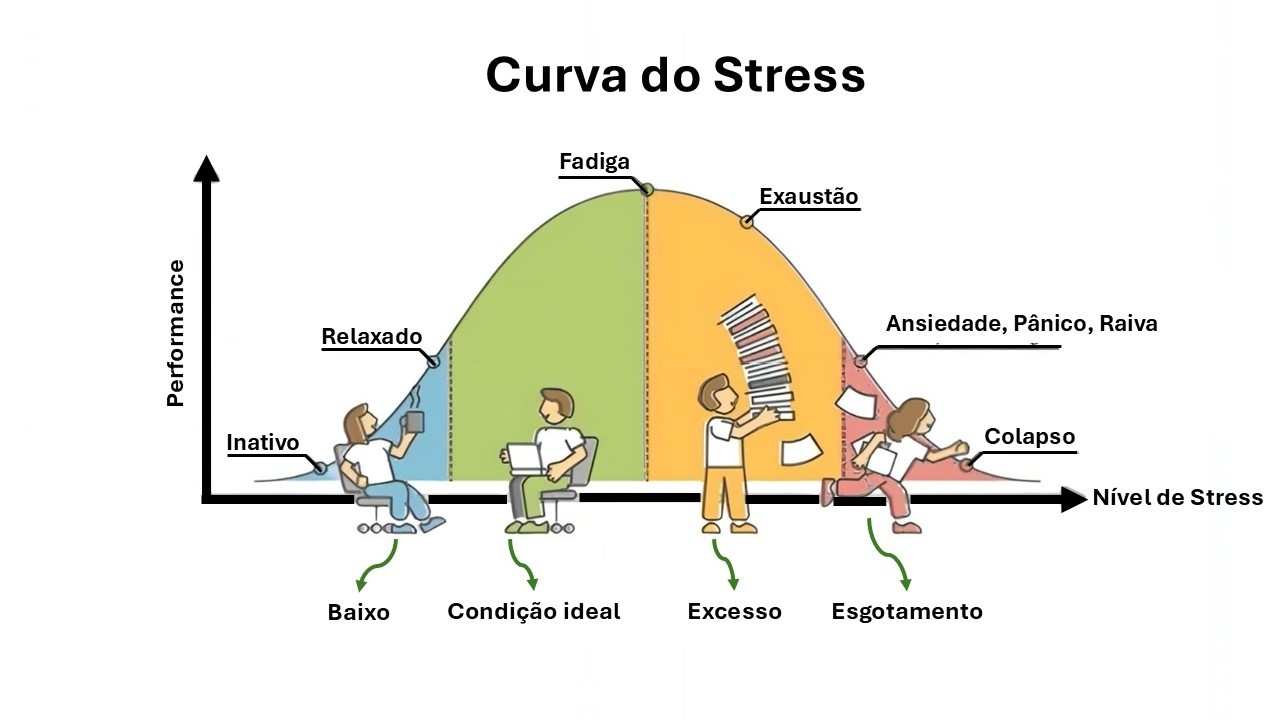 Curva do Stress
Fadiga
Exaustão
Performance
Ansiedade, Pânico, Raiva
Relaxado
Inativo
Colapso
Nível de Stress
Baixo
Condição ideal
Excesso
Esgotamento